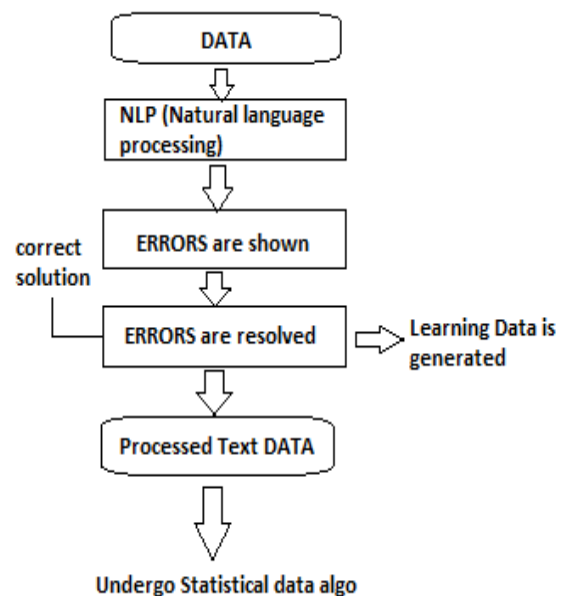 DATA
NLP (Natural language
processing)
ERRORS are shown
correct
solution
ERRORS are resolved
Learning Data is
generated
Processed Text DATA
Undergo Statistical data algo